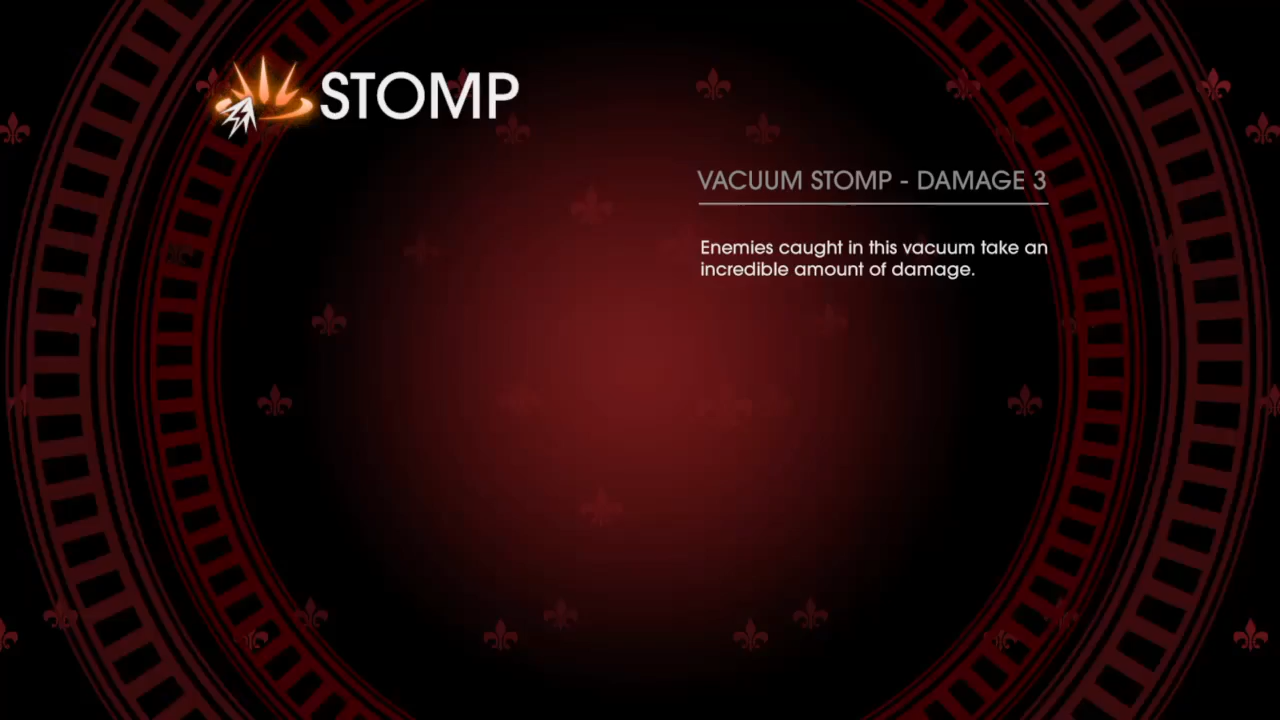 STOMP
VACUUM STOMP - DAMAGE 3
Enemies caught in this vacuum take an
incredible amount of damage.